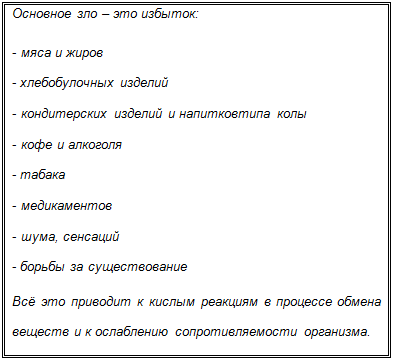 Основное зло – это избыток:
- мяса и жиров
- хлебобулочных изделий
- кондитерских изделий и напитковтипа колы
- кофе и алкоголя
- табака
- медикаментов
- шума, сенсаций
- борьбы за существование
Всё это приводит к кислым реакциям в процессе обмена
веществ и к ослаблению сопротивляемости организма.